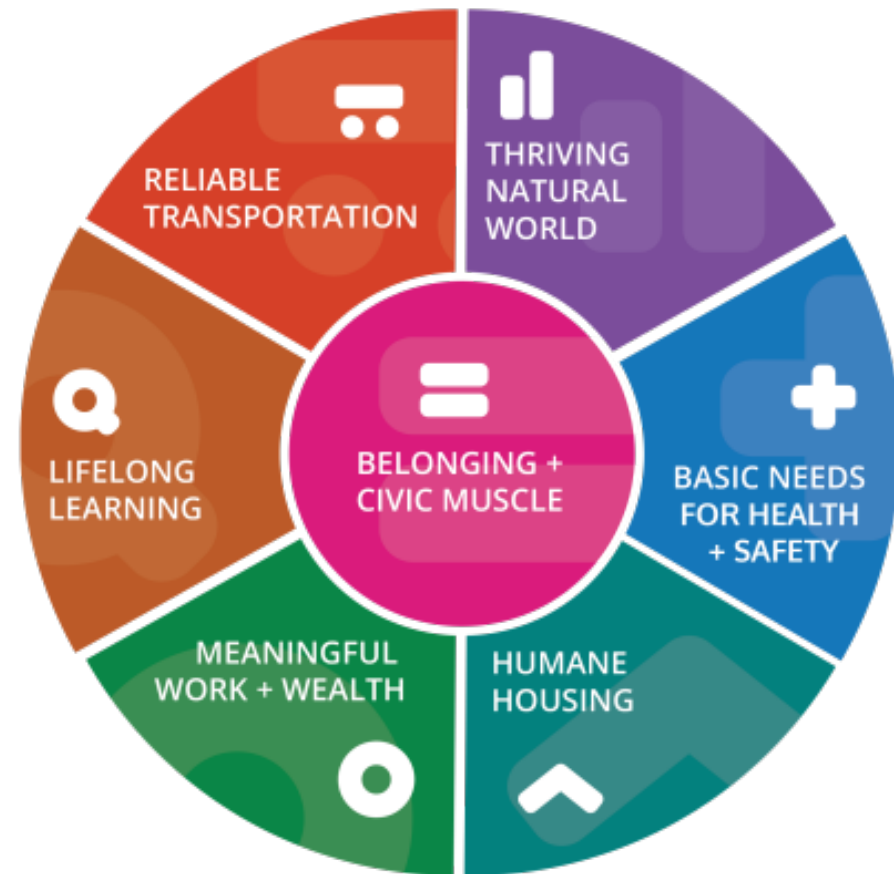 RELIABLE
TRANSPORTATION
THRIVING
NATURAL
WORLD
LIFELONG
LEARNING
BELONGING +
CIVIC MUSCLE
BASIC NEEDS
FOR HEALTH
+ SAFETY
MEANINGFUL
WORK + WEALTH
HUMANE
HOUSING